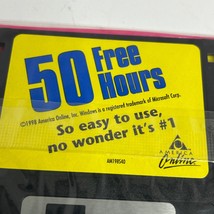 50 Free
Hours
©1998 America Online, Inc. Windows is a registered trademark of Microsoft Corp.
So easy to use,
no wonder it's #1
AMERICA
Online
AM198S40